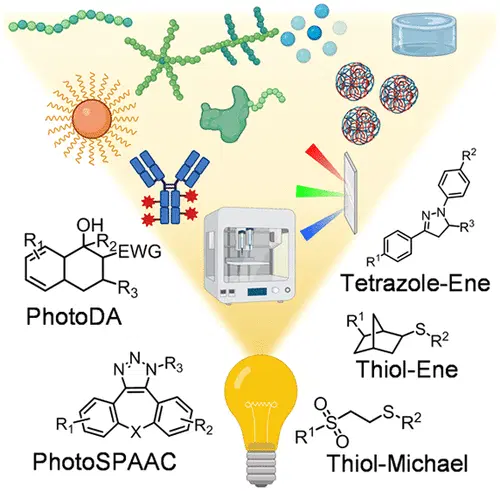 OH
R1
R2
EWG
R3
PhotoDA
R2
N
N
R3
R1
Tetrazole-Ene
R1
S
R2
Thiol-Ene
N
N
N
R3
R1
X
R2
PhotoSPAAC
O
S
O
R1
S
R2
Thiol-Michael